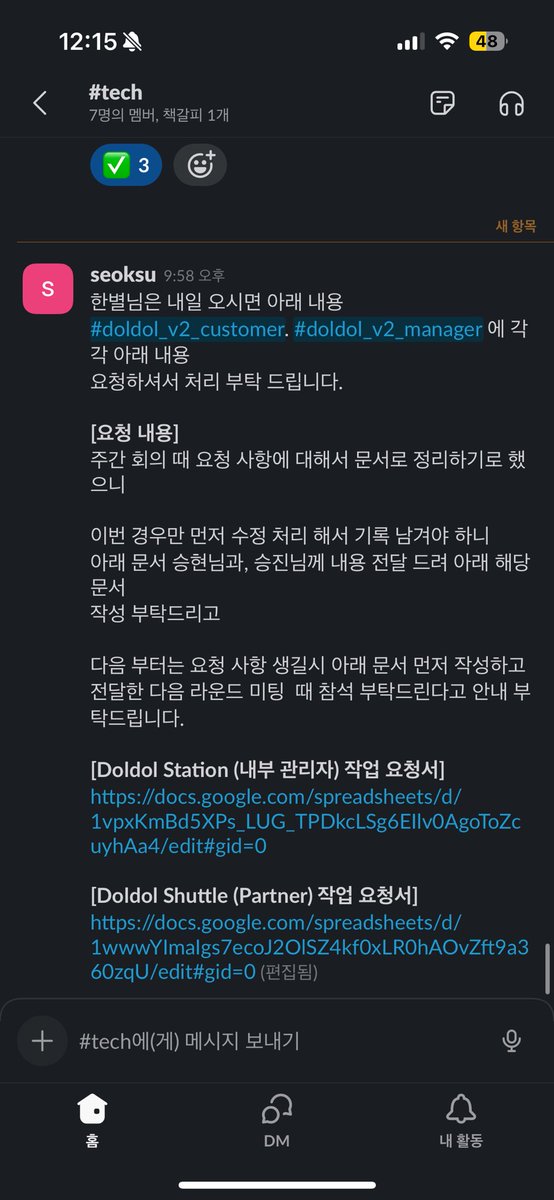 12:15
48
#tech
7명의 멤버, 책갈피 1개
3
새 항목
S
seoksu 9:58 오후
한별님은 내일 오시면 아래 내용
#doldol_v2_customer. #doldol_v2_manager 에 각
각 아래 내용
요청하셔서 처리 부탁 드립니다.
[요청 내용]
주간 회의 때 요청 사항에 대해서 문서로 정리하기로 했
으니
이번 경우만 먼저 수정 처리 해서 기록 남겨야 하니
아래 문서 승현님과, 승진님께 내용 전달 드려 아래 해당
문서
작성 부탁드리고
다음 부터는 요청 사항 생길시 아래 문서 먼저 작성하고
전달한 다음 라운드 미팅 때 참석 부탁드린다고 안내 부
탁드립니다.
[Doldol Station (내부 관리자) 작업 요청서]
https://docs.google.com/spreadsheets/d/
1vpxKmBd5XPs_LUG_TPDkcLSg6EIIv0AgoToZc
uyhAa4/edit#gid=0
[Doldol Shuttle (Partner) 작업 요청서]
https://docs.google.com/spreadsheets/d/
1wwwYImaIgs7ecoJ2OlSZ4kf0xLR0hAOvZft9a3
60zqU/edit#gid=0 (편집됨)
#tech에(게) 메시지 보내기
홈
DM
내 활동